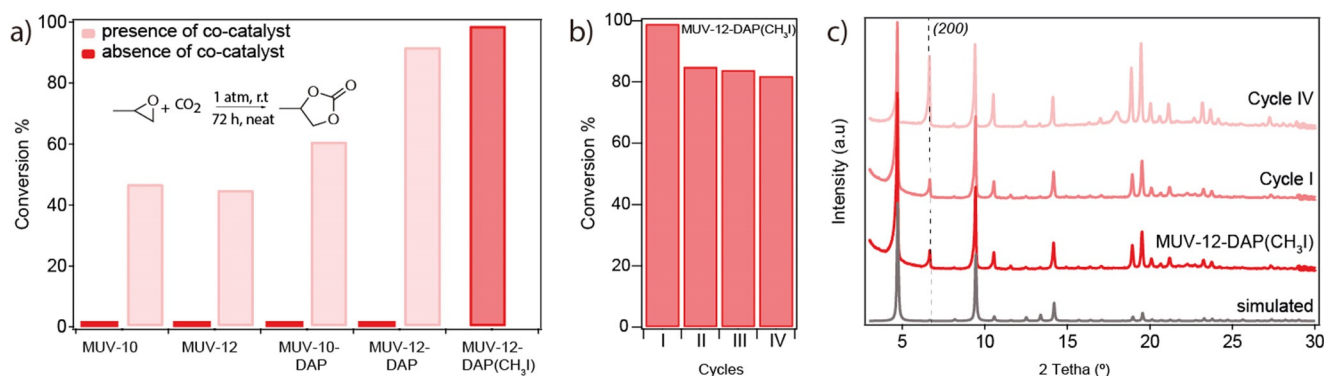 a)
100
80
60
40
20
0
Conversion %
presence of co-catalyst
absence of co-catalyst
O
+ CO2
1 atm, r.t
72 h, neat
O
O
O
MUV-10
MUV-12
MUV-10-
DAP
MUV-12-
DAP
MUV-12-
DAP(CH3I)
b)
100
80
60
40
20
0
Conversion %
MUV-12-DAP(CH3I)
I II III IV
Cycles
c)
Intensity (a.u)
(200)
Cycle IV
Cycle I
MUV-12-DAP(CH3I)
simulated
5 10 15 20 25 30
2 Tetha (º)